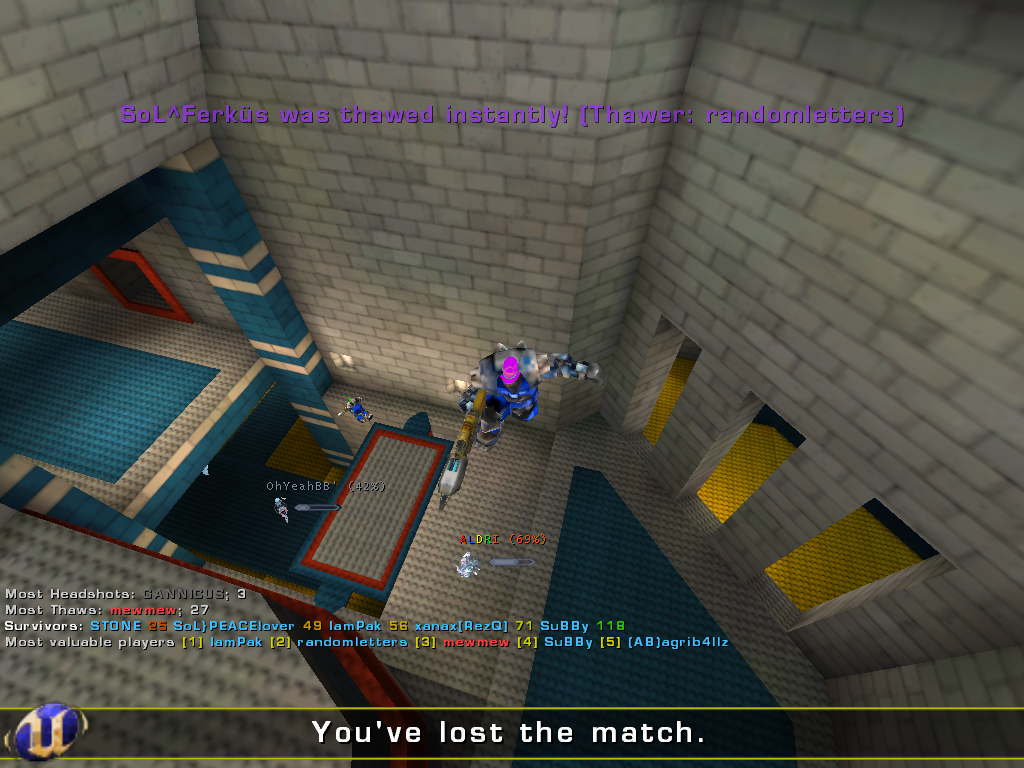 SoL^Ferküs was thawed instantly! [Thawer: randomletters)
OhYeahBB' (42%)
ALDRI (69%)
Most Headshots: GANNICUS; 3
Most Thaws: mewmew; 27
Survivors: STONE 25 SoL}PEACElover 49 IamPak 56 xanax[RezQ] 71 SuBBy 118
Most valuable players [1] IamPak [2] randomletters [3] mewmew [4] SuBBy [5] (AB)agrib4llz
You've lost the match.